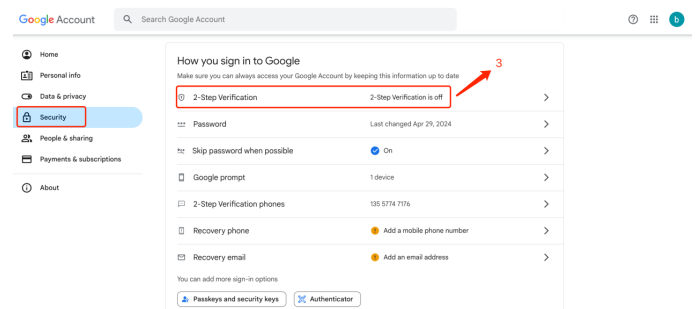 Google Account
Search Google Account
b
Home
Personal info
Data & privacy
Security
People & sharing
Payments & subscriptions
About
How you sign in to Google
3
Make sure you can always access your Google Account by keeping this information up to date
2-Step Verification 2-Step Verification is off
Password Last changed Apr 29, 2024
Skip password when possible On
Google prompt 1 device
2-Step Verification phones 135 5774 7176
Recovery phone Add a mobile phone number
Recovery email Add an email address
You can add more sign-in options
Passkeys and security keys Authenticator